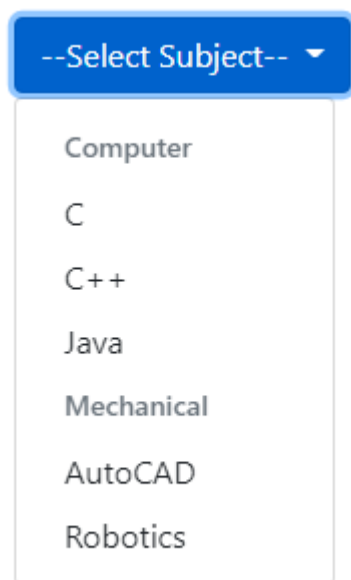 --Select Subject--
Computer
C
C++
Java
Mechanical
AutoCAD
Robotics